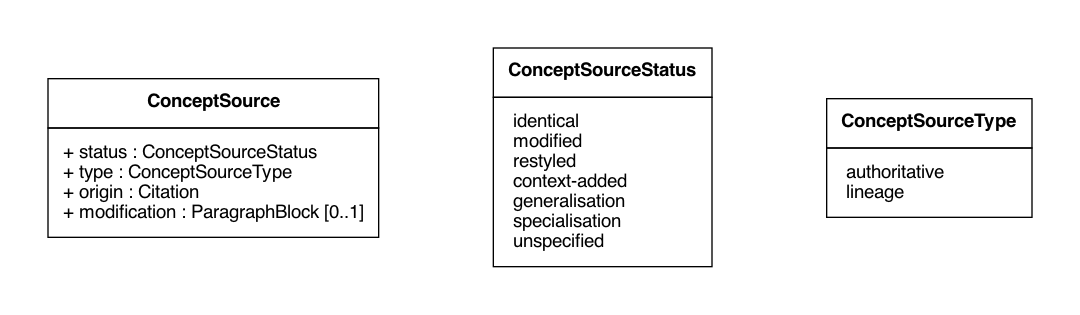 ConceptSource
+ status : ConceptSourceStatus
+ type : ConceptSourceType
+ origin : Citation
+ modification : ParagraphBlock [0..1]
ConceptSourceStatus
identical
modified
restyled
context-added
generalisation
specialisation
unspecified
ConceptSourceType
authoritative
lineage